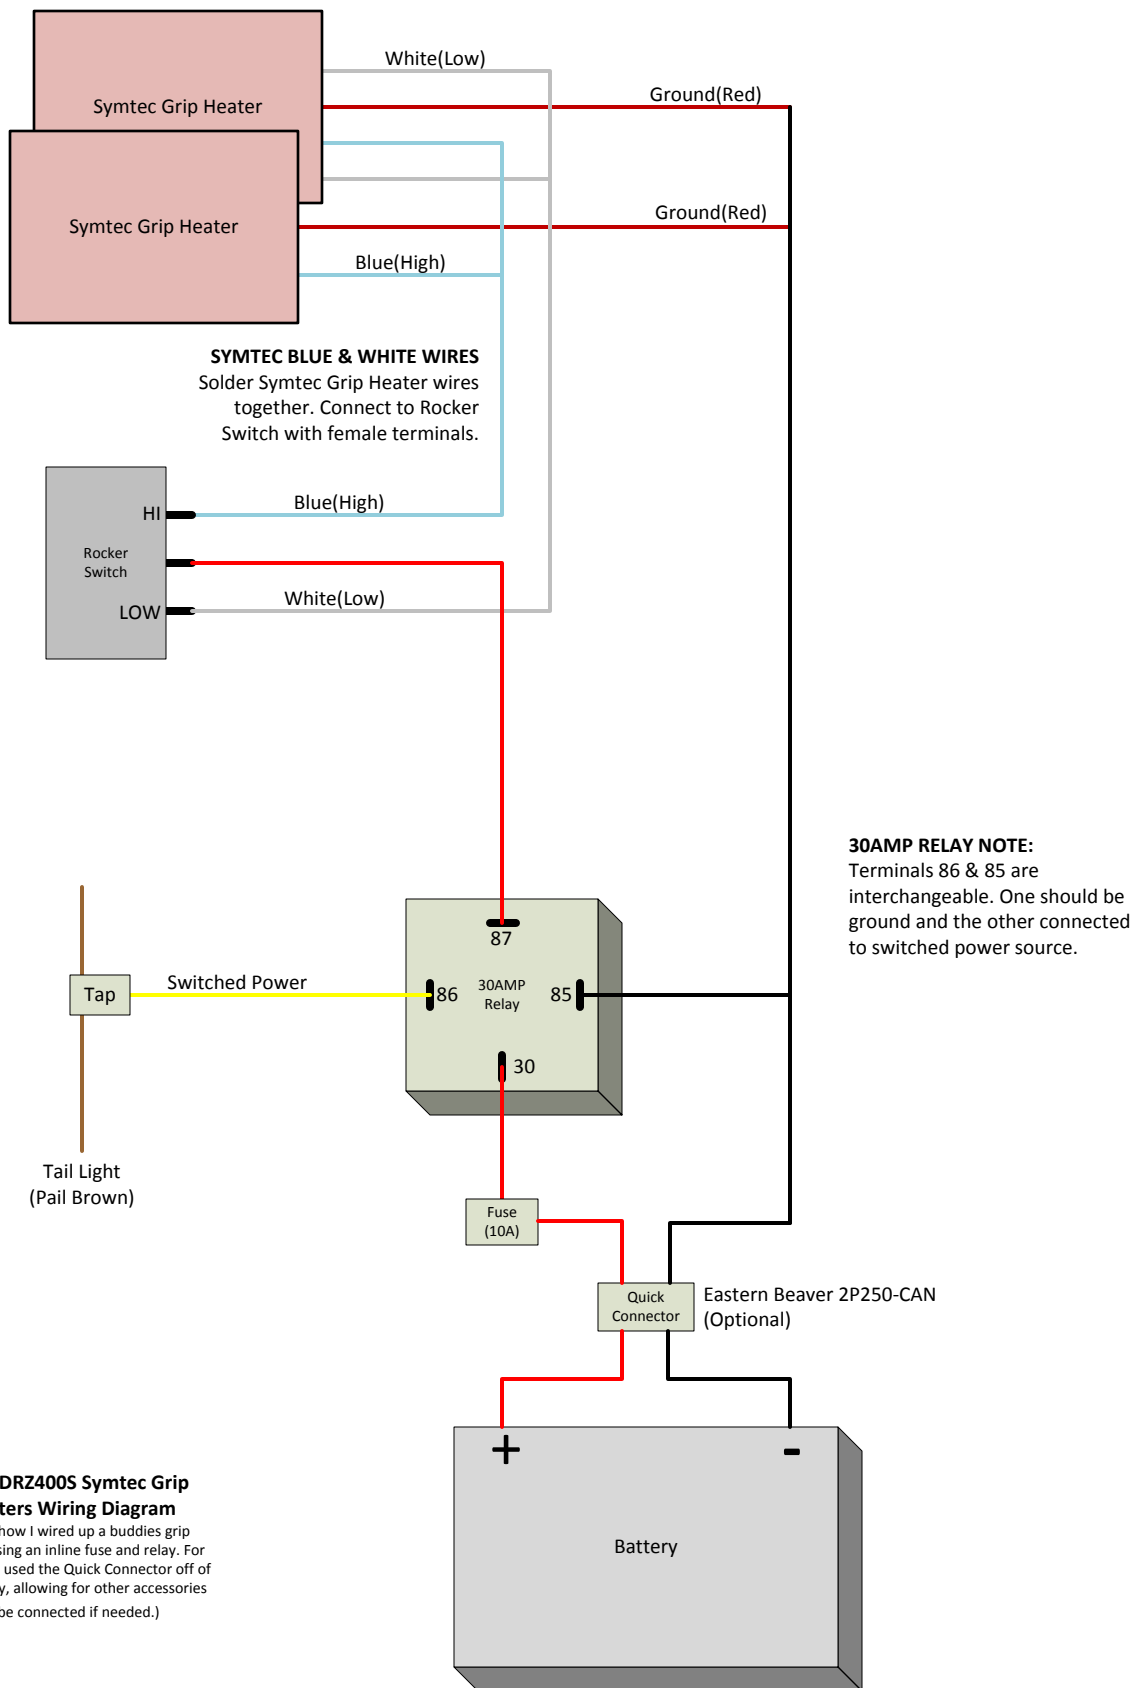 White(Low)
Ground(Red)
Symtec Grip Heater
Ground(Red)
Symtec Grip Heater
Blue(High)
SYMTEC BLUE & WHITE WIRES
Solder Symtec Grip Heater wires
together. Connect to Rocker
Switch with female terminals.
HI
Blue(High)
Rocker
Switch
LOW
White(Low)
30AMP RELAY NOTE:
Terminals 86 & 85 are
interchangeable. One should be
ground and the other connected
to switched power source.
87
Tap
Switched Power
86
30AMP
Relay
85
30
Tail Light
(Pail Brown)
Fuse
(10A)
Quick
Connector
Eastern Beaver 2P250-CAN
(Optional)
+
-
Battery
DRZ400S Symtec Grip
ters Wiring Diagram
how I wired up a buddies grip
sing an inline fuse and relay. For
used the Quick Connector off of
y, allowing for other accessories
be connected if needed.)